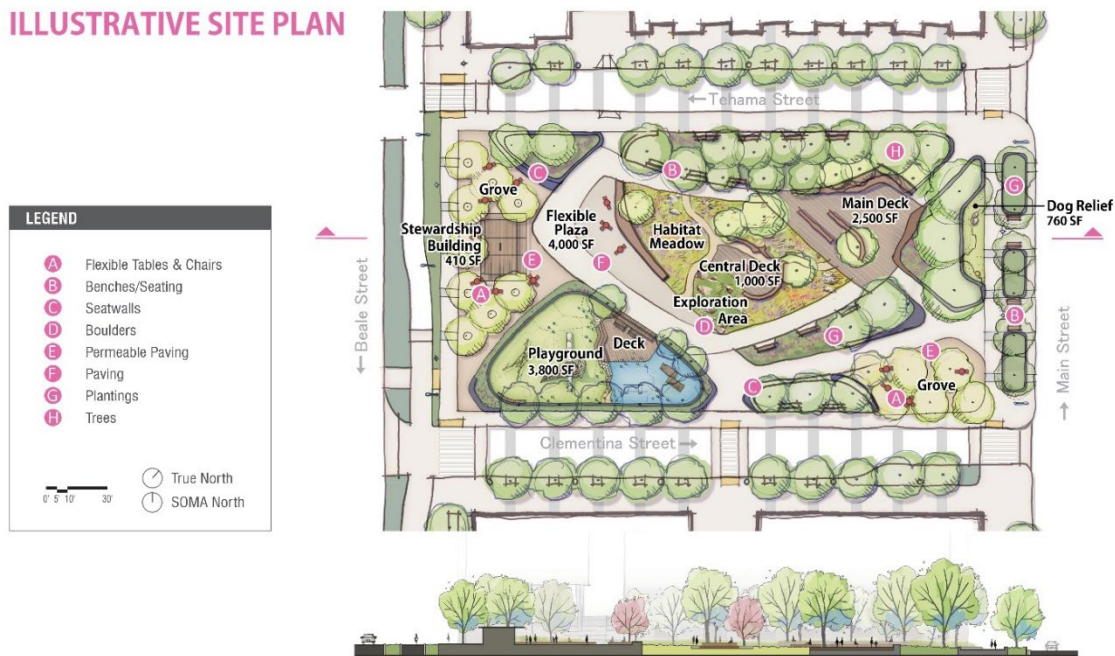 ILLUSTRATIVE SITE PLAN
LEGEND
A Flexible Tables & Chairs
B Benches/Seating
C Seatwalls
D Boulders
E Permeable Paving
F Paving
G Plantings
H Trees
0' 5' 10' 30'
True North
SOMA North
← Tehama Street
H
B
C
G
Grove
Main Deck
2,500 SF
Dog Relief
760 SF
Flexible
Plaza
4,000 SF
Stewardship
Building
410 SF
Habitat
Meadow
E
F
Central Deck
1,000 SF
A
Exploration
Area
D
B
← Beale Street
→ Main Street
Playground
3,800 SF
Deck
G
E
C
Grove
A
Clementina Street →